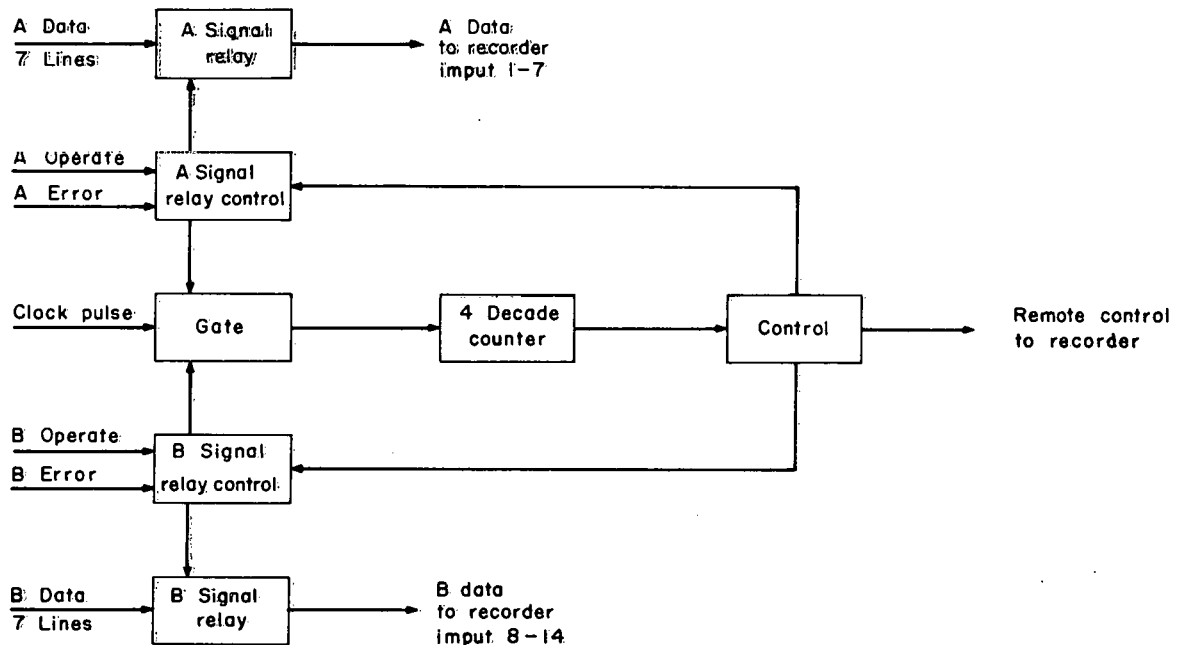 A Data
7 Lines
A Signal
relay
A Data
to recorder
imput 1-7
A Operate
A Error
A Signal
relay control
Clock pulse
Gate
4 Decade
counter
Control
Remote control
to recorder
B Operate
B Error
B Signal
relay control
B Data
7 Lines
B Signal
relay
B data
to recorder
imput 8-14